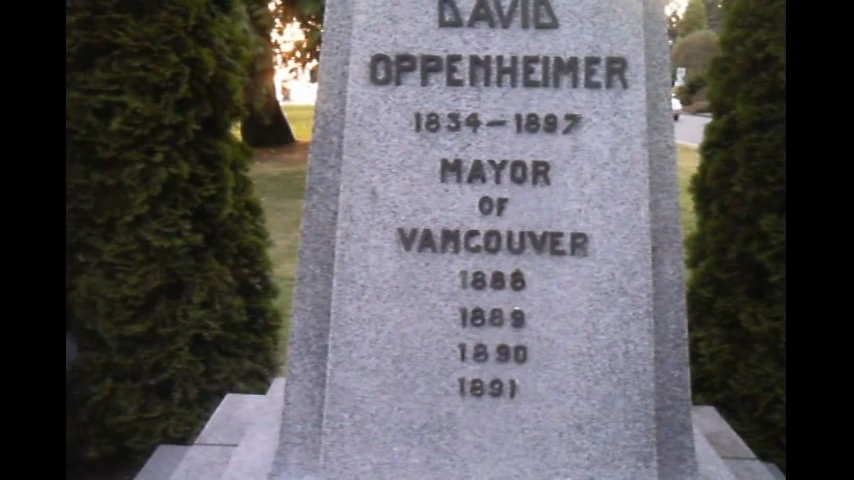 DAVID
OPPENHEIMER
1834-1897
MAYOR
OF
VANCOUVER
1888
1889
1890
1891